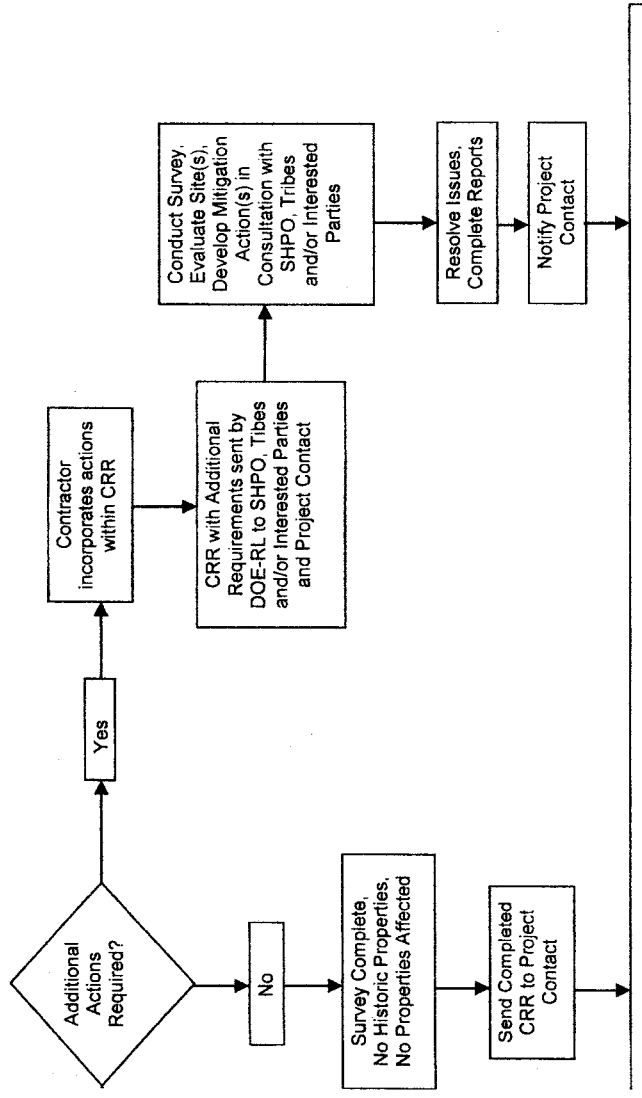 Additional
Actions
Required?
Yes
Contractor
incorporates actions
within CRR
CRR with Additional
Requirements sent by
DOE-RL to SHPO, Tibes
and/or Interested Parties
and Project Contact
Conduct Survey,
Evaluate Site(s),
Develop Mitigation
Action(s) in
Consultation with
SHPO, Tribes
and/or Interested
Parties
Resolve Issues,
Complete Reports
Notify Project
Contact
No
Survey Complete,
No Historic Properties,
No Properties Affected
Send Completed
CRR to Project
Contact